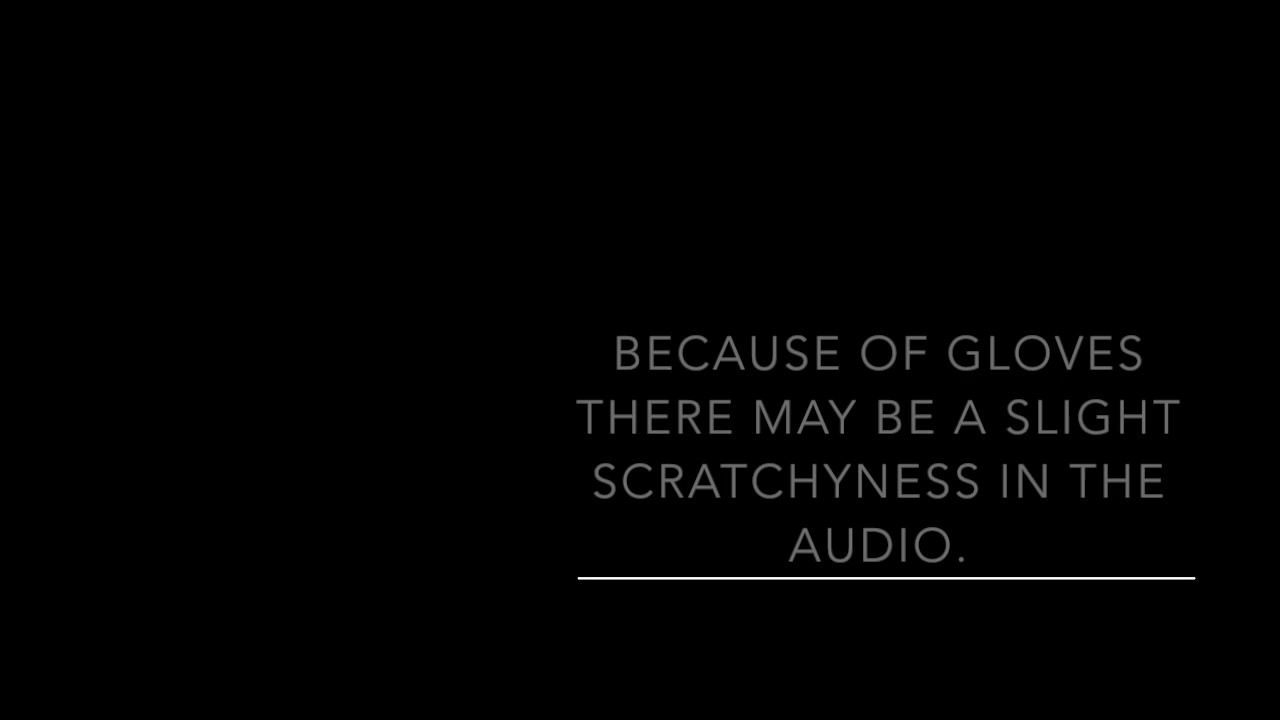 BECAUSE OF GLOVES
THERE MAY BE A SLIGHT
SCRATCHYNESS IN THE
AUDIO.